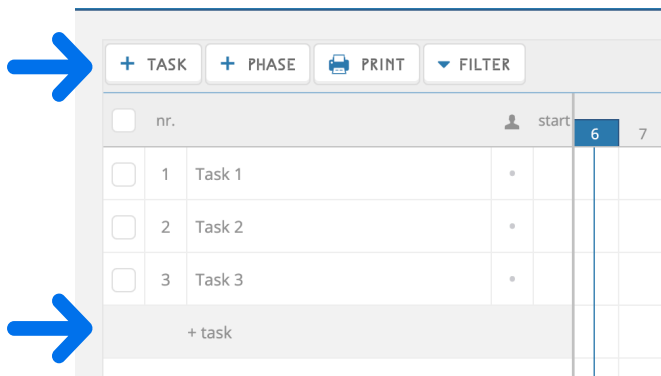 + TASK + PHASE PRINT FILTER
nr. start 6 7
1 Task 1
2 Task 2
3 Task 3
+ task